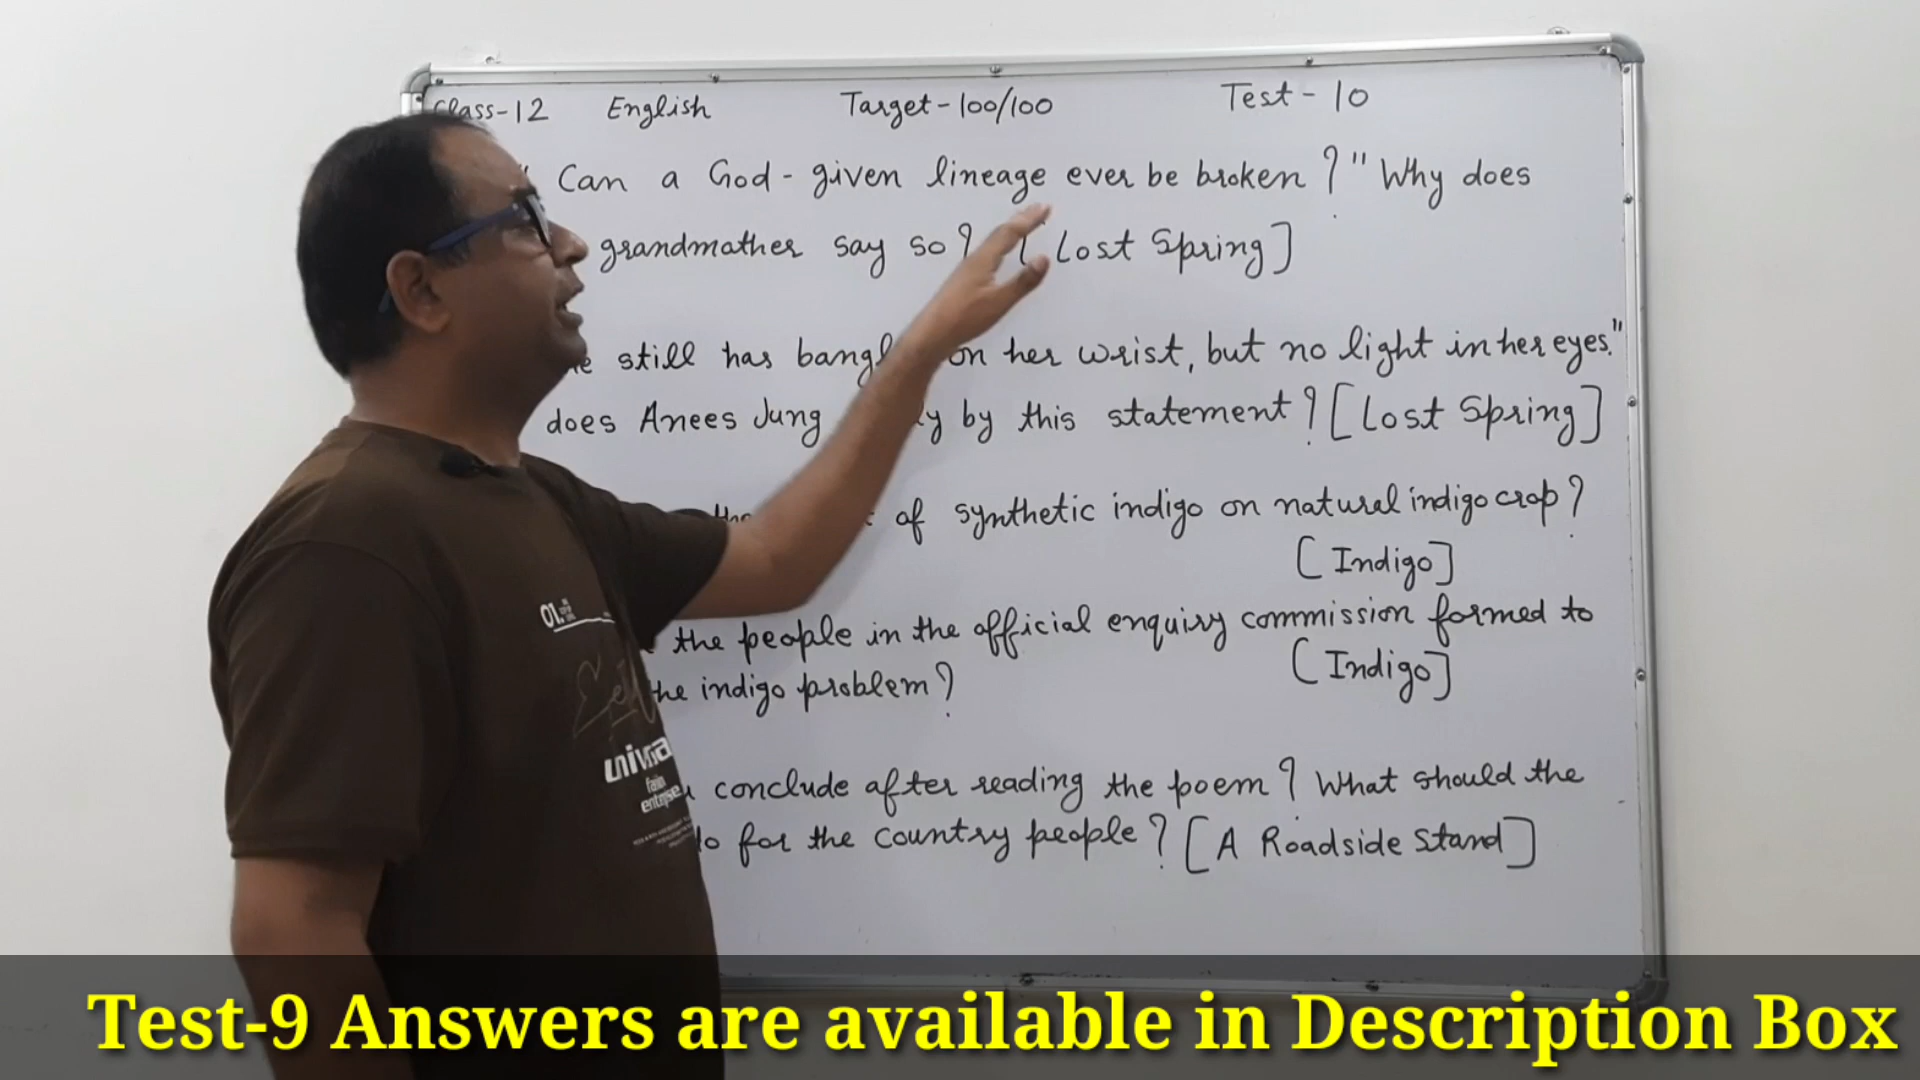 Class-12 English Target-100/100 Test-10
" Can a God-given lineage ever be broken?" Why does
grandmather say so? [Lost Spring]
still has on her wrist, but no light in her eyes."
does Anees Jung by this statement? [Lost Spring]
of synthetic indigo on natural indigo crop?
[Indigo]
the people in the official enquiry commission formed to
the indigo problem?
[Indigo]
conclude after reading the poem? What should the
for the country people? [A Roadside Stand]
01.
univ
Test-9 Answers are available in Description Box